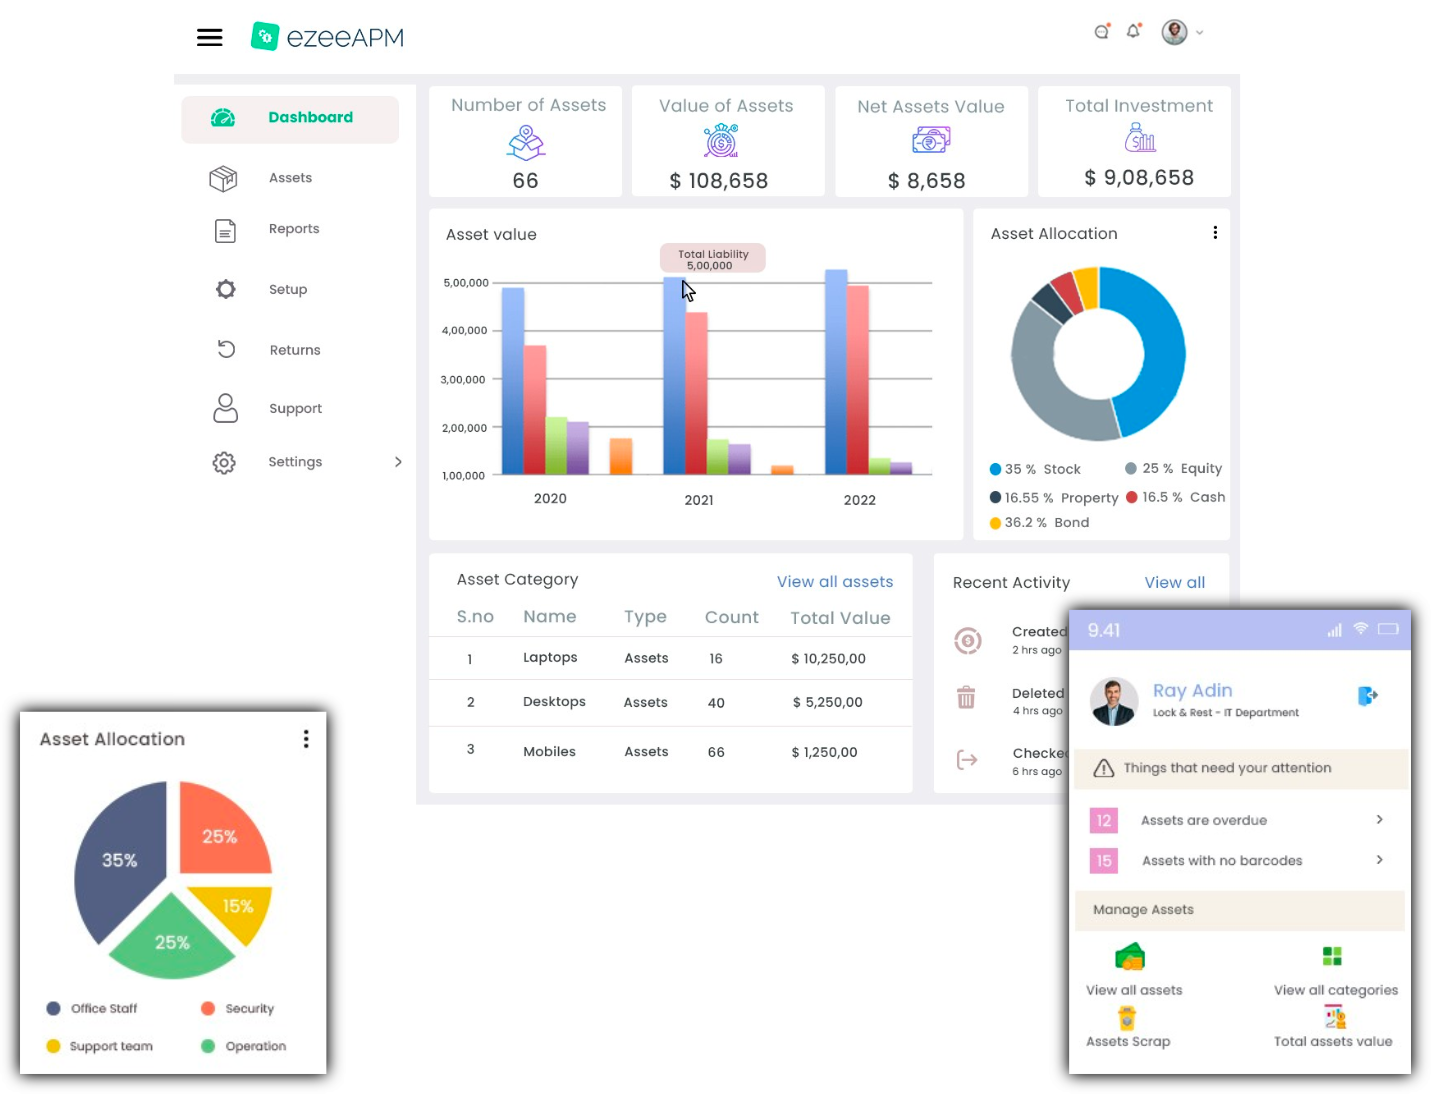 ezeeAPM
Dashboard
Assets
Reports
Setup
Returns
Support
Settings
Number of Assets
66
Value of Assets
$ 108,658
Net Assets Value
$ 8,658
Total Investment
$ 9,08,658
Asset value
Total Liability
5,00,000
5,00,000
4,00,000
3,00,000
2,00,000
1,00,000
2020
2021
2022
Asset Allocation
35 % Stock
25 % Equity
16.55 % Property
16.5 % Cash
36.2 % Bond
Asset Category
View all assets
S.no Name Type Count Total Value
1 Laptops Assets 16 $ 10,250,00
2 Desktops Assets 40 $ 5,250,00
3 Mobiles Assets 66 $ 1,250,00
Recent Activity
View all
Created
2 hrs ago
Deleted
4 hrs ago
6 hrs ago
9.41
Ray Adin
Lock & Rest - IT Department
Things that need your attention
12 Assets are overdue
15 Assets with no barcodes
Manage Assets
View all assets
View all categories
Assets Scrap
Total assets value
Asset Allocation
35%
25%
15%
25%
Office Staff
Security
Support team
Operation